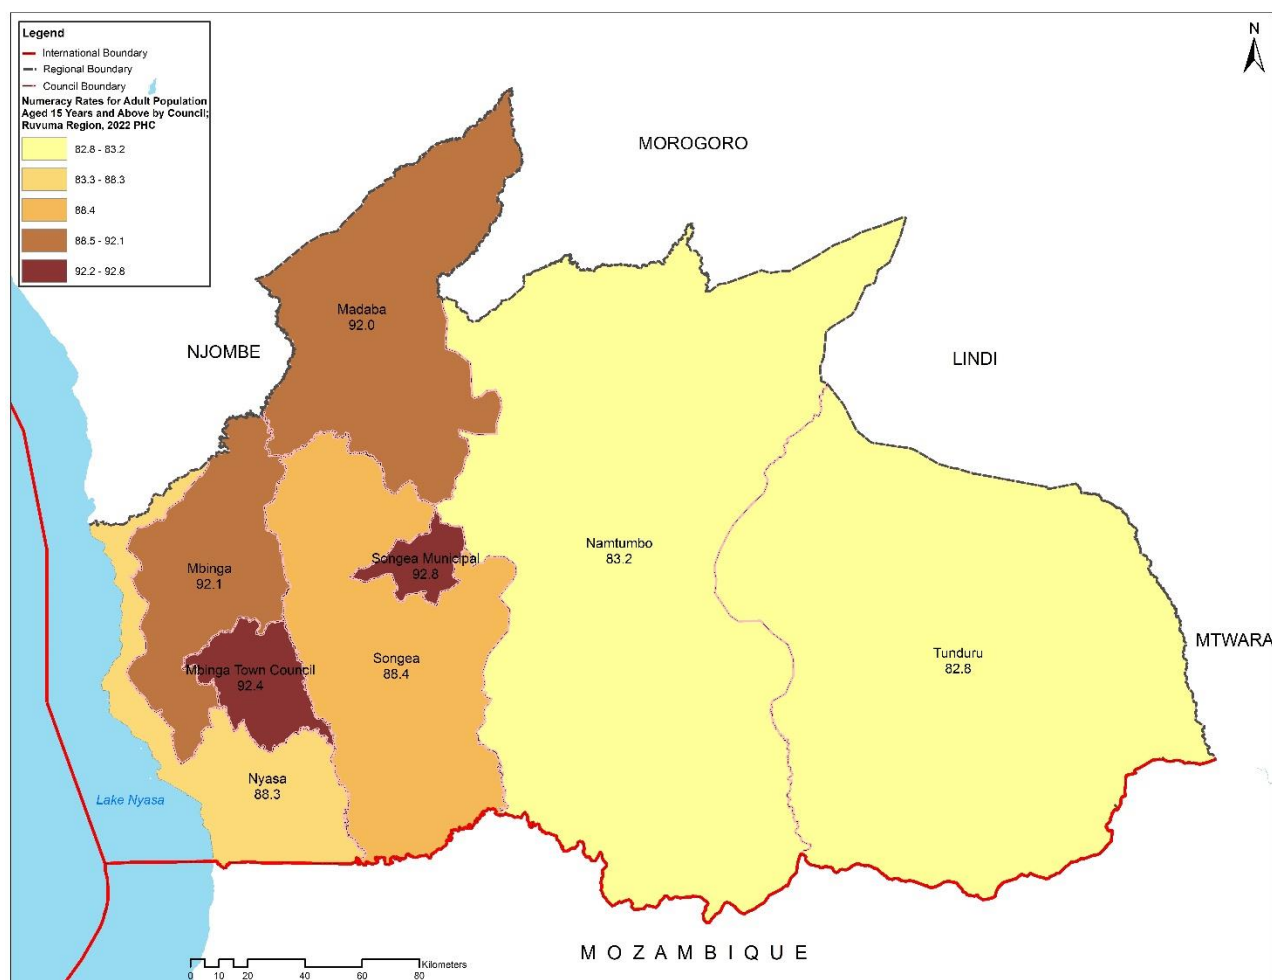 Legend
International Boundary
Regional Boundary
Council Boundary
Numeracy Rates for Adult Population
Aged 15 Years and Above by Council;
Ruvuma Region, 2022 PHC
82.8 - 83.2
83.3 - 88.3
88.4
88.5 - 92.1
92.2 - 92.8
N
MOROGORO
Madaba
92.0
NJOMBE
LINDI
Songea Municipal
92.8
Namtumbo
83.2
Mbinga
92.1
MTWARA
Mbinga Town Council
92.4
Songea
88.4
Tunduru
82.8
Nyasa
88.3
Lake Nyasa
MOZAMBIQUE
Kilometers
0 10 20 40 60 80